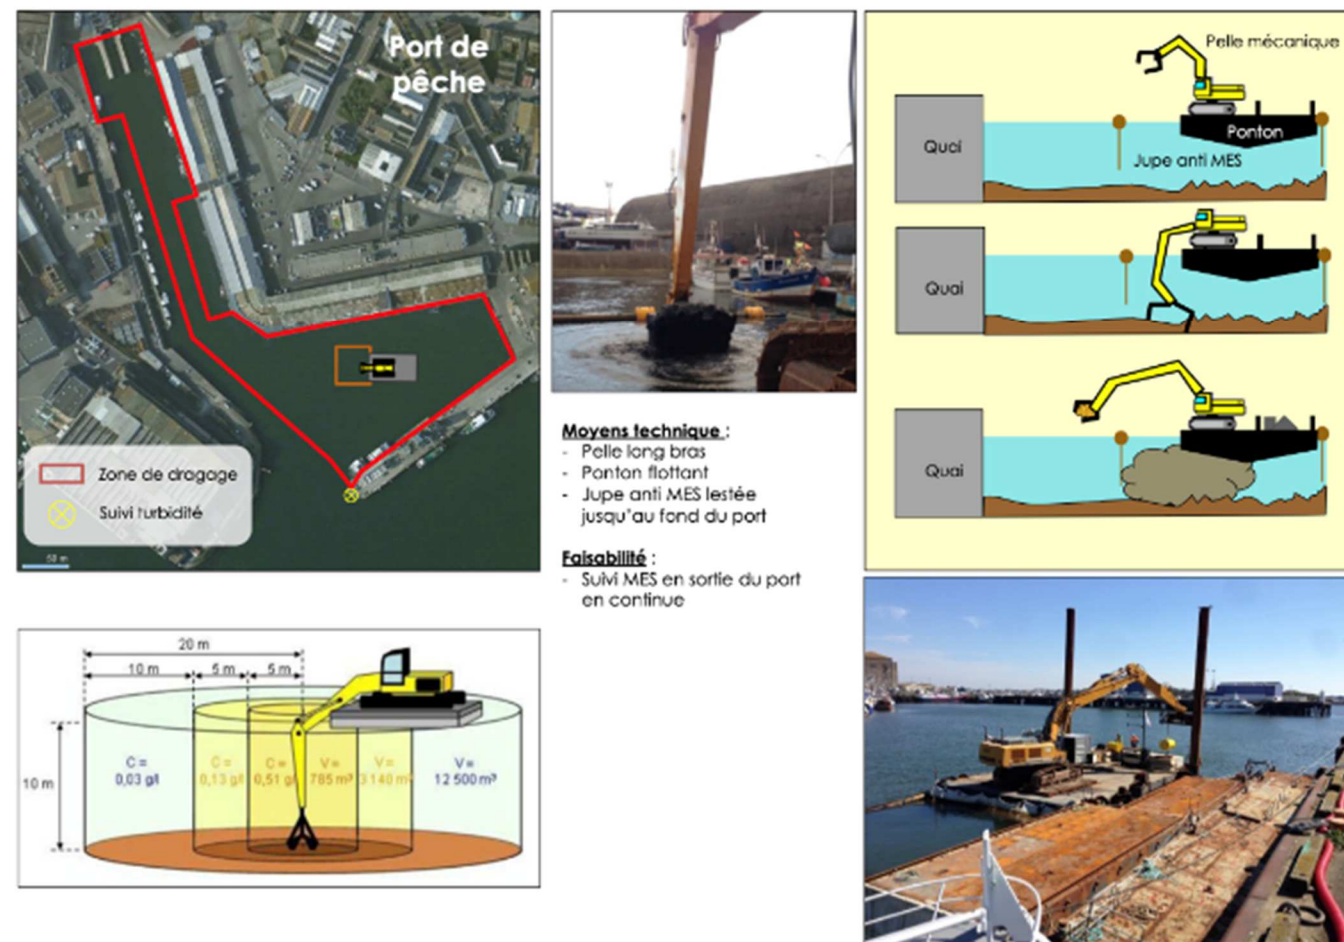 Port de
pêche
Zone de dragage
Suivi turbidité
50 m
Moyens technique :
- Pelle long bras
- Ponton flottant
- Jupe anti MES lestée
jusqu'au fond du port
Faisabilité :
- Suivi MES en sortie du port
en continue
Pelle mécanique
Quai
Ponton
Jupe anti MES
Quai
Quai
20 m
10 m
5 m
5 m
10 m
C =
0,03 g/l
C =
0,13 g/l
C =
0,51 g/l
V =
785 m³
V =
3 140 m³
V =
12 500 m³